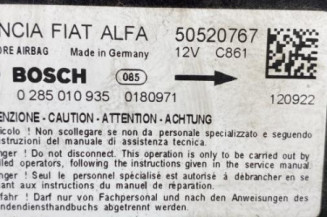 NCIA FIAT ALFA 50520767
ORE AIRBAG Made in Germany 12V C861
BOSCH 085
0 285 010 935 0180971 120922
ENZIONE - CAUTION - ATTENTION - ACHTUNG
icolo ! Non scollegare se non da personale specializzato e seguendo
struzioni del manuale di assistenza tecnica.
nger ! Do not disconnect. This operation is only to be carried out by
lled operators, following the instructions given in the service manual
nger ! Seul le personnel spécialisé est autorisé à débrancher en se
ant aux instructions du manuel de réparation.
fahr ! Darf nur von Fachpersonal und nach den Anweisungen des
ndendiensthandbuchs abgetrennt werden.